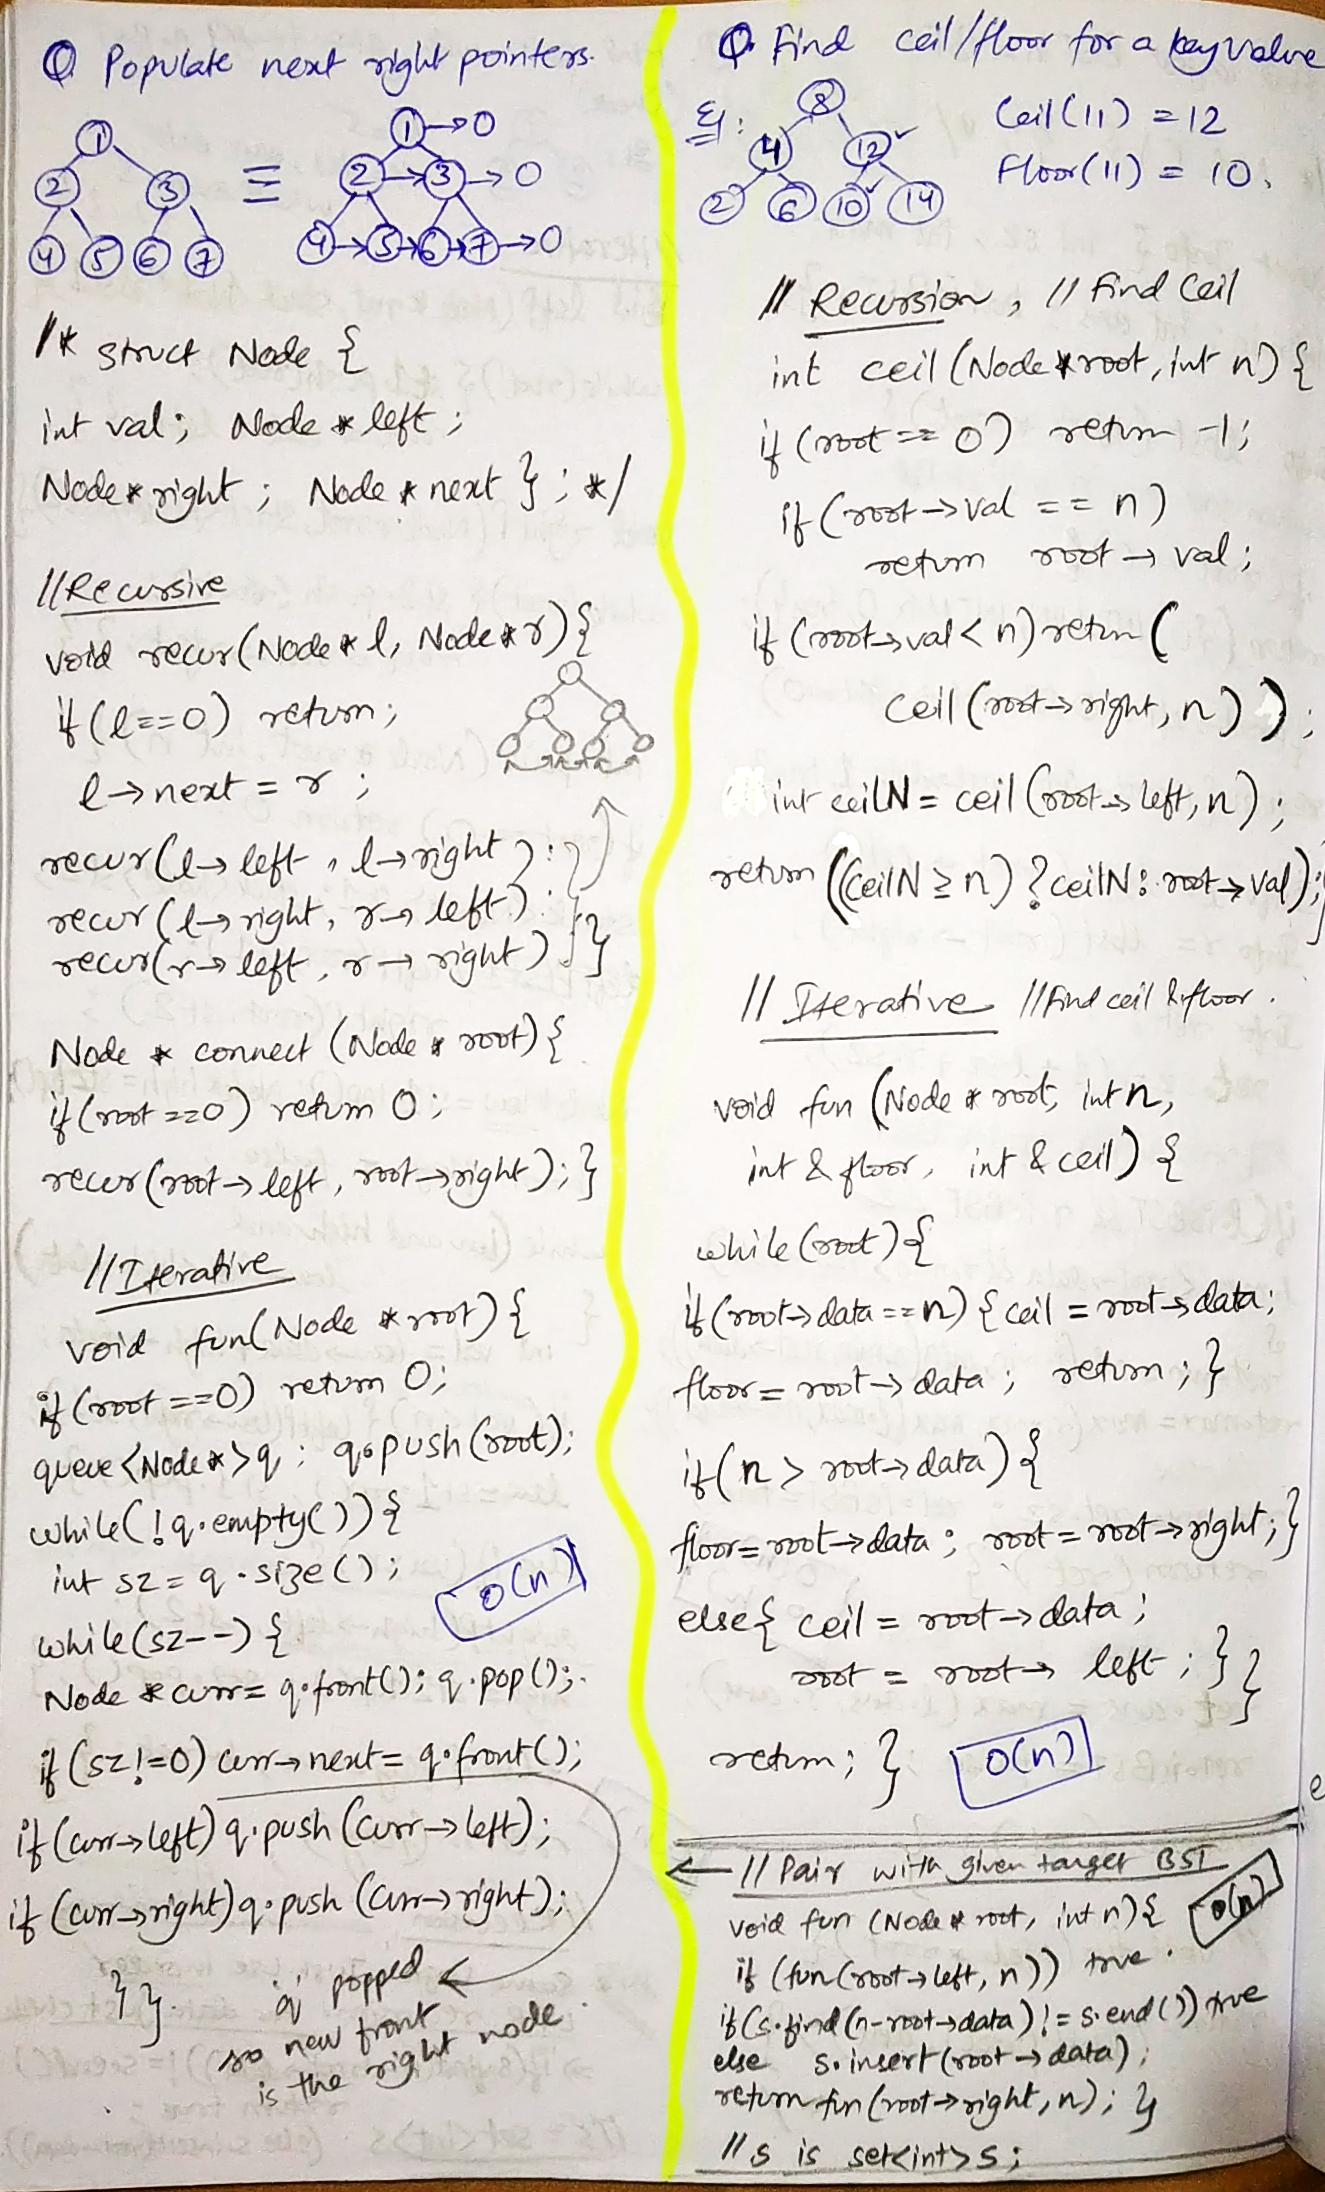 Q. Populate next right pointers.
1
2 3
4 5 6 7
≡
1→0
2→3→0
4→5→6→7→0
/* struct Node {
int val; Node * left;
Node * right; Node * next }; */
// Recursive
void recur(Node * l, Node * r){
if (l==0) return;
l→next = r ;
recur(l→left, l→right);
recur(l→right, r→left);
recur(r→left, r→right); }
Node * connect (Node * root){
if (root ==0) return 0;
recur(root→left, root→right); }
// Iterative
void fun(Node * root) {
if (root ==0) return 0;
queue <Node *> q; q.push(root);
while(!q.empty()){
int sz = q.size();
O(n)
while(sz--) {
Node * curr= q.front(); q.pop();
if (sz!=0) curr→next= q.front();
if (curr→left) q.push(curr→left);
if (curr→right) q.push(curr→right);
}}.
'q' popped
so new front
is the right node.
Q. Find ceil/floor for a key value
Eg:
8
4 12
2 6 10 14
Ceil(11) = 12
Floor(11) = 10.
// Recursion, // Find Ceil
int ceil (Node * root, int n) {
if (root == 0) return -1;
if (root→val == n)
return root→val;
if (root→val < n) return (
ceil (root→right, n) );
int ceilN = ceil (root→left, n);
return ((ceilN ≥ n) ? ceilN : root→val); }
// Iterative // Find ceil & floor.
void fun (Node * root, int n,
int & floor, int & ceil) {
while (root) {
if (root→data == n) { ceil = root→data;
floor = root→data ; return; }
if (n > root→data) {
floor = root→data ; root = root→right; }
else { ceil = root→data ;
root = root→left ; } }
return; } O(n)
← // Pair with given target BST
void fun (Node * root, int n) { O(n)
if (fun(root→left, n)) true.
if (s.find(n-root→data) != s.end()) true
else s.insert(root→data);
return fun(root→right, n); }
// s is set<int> s;